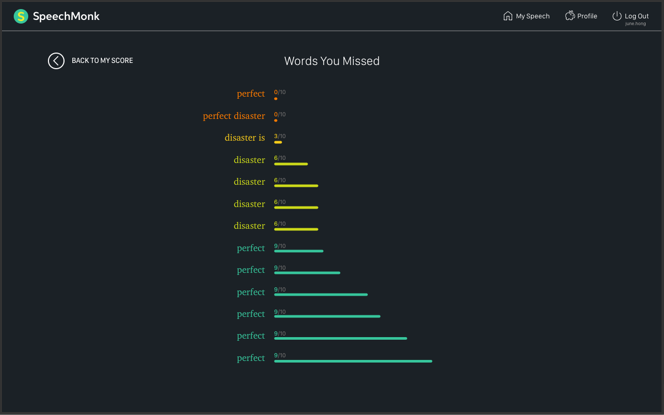 SpeechMonk
My Speech
Profile
Log Out
june.hong
BACK TO MY SCORE
Words You Missed
perfect 0/10
perfect disaster 0/10
disaster is 3/10
disaster 6/10
disaster 6/10
disaster 6/10
disaster 6/10
perfect 9/10
perfect 9/10
perfect 9/10
perfect 9/10
perfect 9/10
perfect 9/10